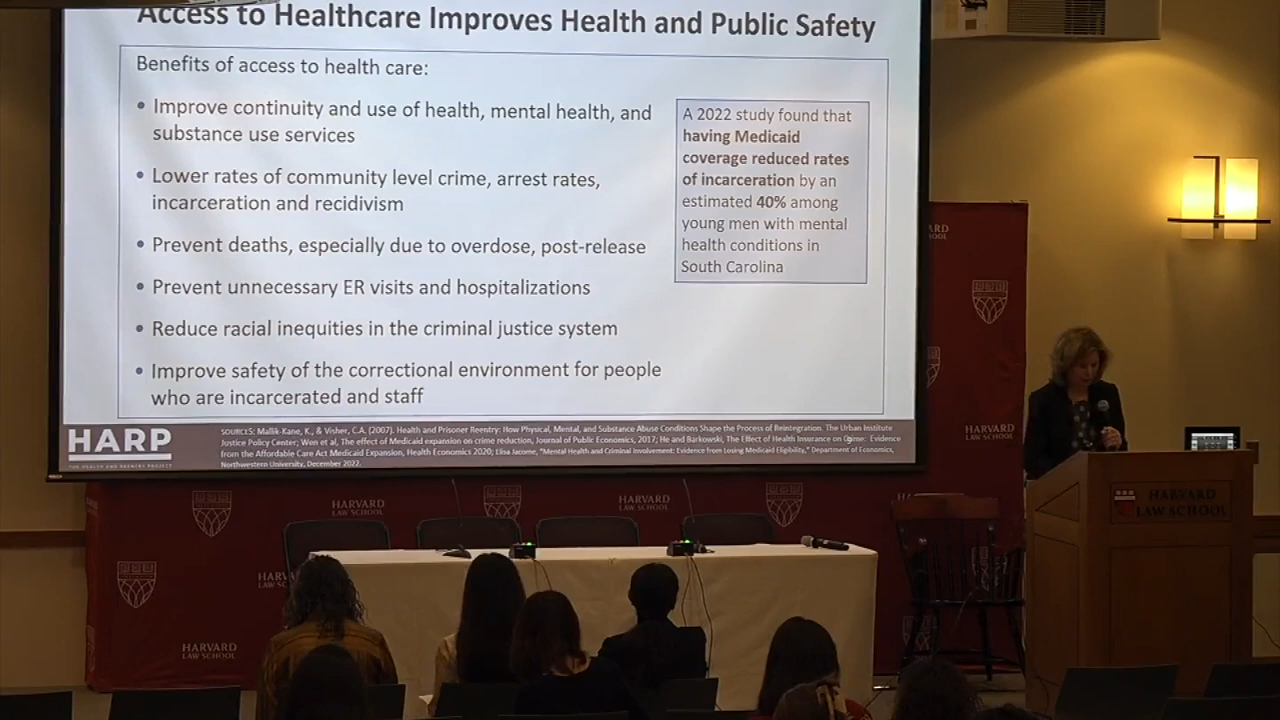 Access to Healthcare Improves Health and Public Safety
Benefits of access to health care:
• Improve continuity and use of health, mental health, and
substance use services
• Lower rates of community level crime, arrest rates,
incarceration and recidivism
• Prevent deaths, especially due to overdose, post-release
• Prevent unnecessary ER visits and hospitalizations
• Reduce racial inequities in the criminal justice system
• Improve safety of the correctional environment for people
who are incarcerated and staff
A 2022 study found that
having Medicaid
coverage reduced rates
of incarceration by an
estimated 40% among
young men with mental
health conditions in
South Carolina
HARP
THE HEALTH AND REENTRY PROJECT
SOURCES: Mallik-Kane, K., & Visher, C.A. (2007). Health and Prisoner Reentry: How Physical, Mental, and Substance Abuse Conditions Shape the Process of Reintegration. The Urban Institute
Justice Policy Center; Wen et al, The effect of Medicaid expansion on crime reduction, Journal of Public Economics, 2017; He and Barkowski, The Effect of Health Insurance on Crime: Evidence
from the Affordable Care Act Medicaid Expansion, Health Economics 2020; Elisa Jacome, "Mental Health and Criminal Involvement: Evidence from Losing Medicaid Eligibility," Department of Economics,
Northwestern University, December 2022.
HARVARD
LAW SCHOOL
HARVARD
LAW SCHOOL
HARVARD
LAW SCHOOL
HARVARD
LAW SCHOOL
HARVARD
LAW SCHOOL